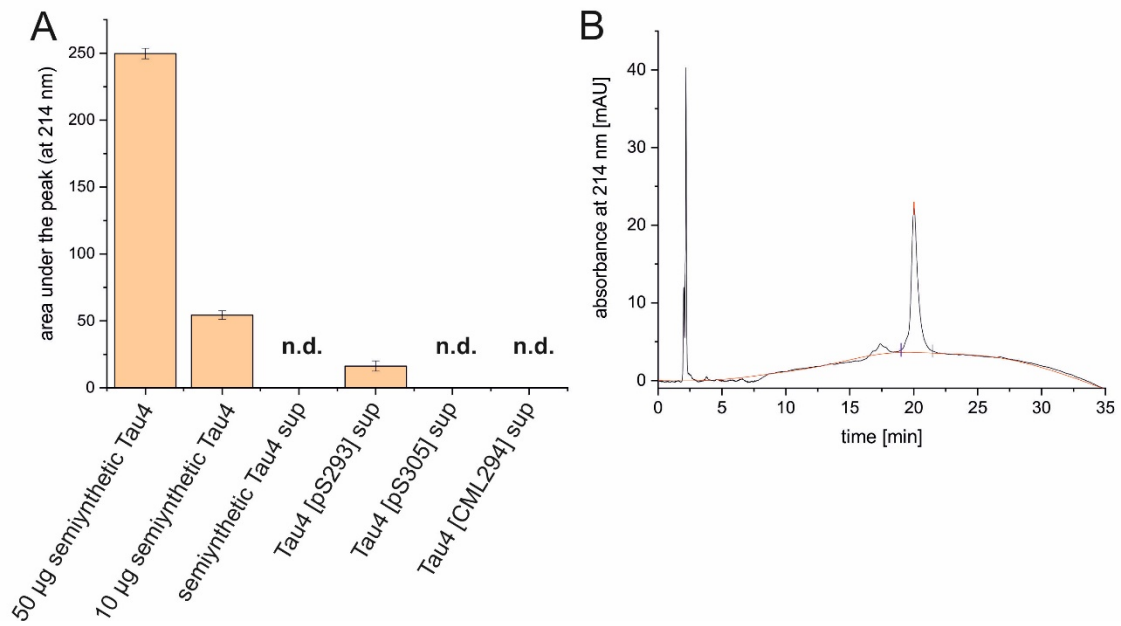 A
area under the peak (at 214 nm)
250
200
150
100
50
0
n.d.
n.d.
n.d.
50 µg semiynthetic Tau4
10 µg semiynthetic Tau4
semiynthetic Tau4 sup
Tau4 [pS293] sup
Tau4 [pS305] sup
Tau4 [CML294] sup
B
absorbance at 214 nm [mAU]
40
30
20
10
0
0
5
10
15
20
25
30
35
time [min]